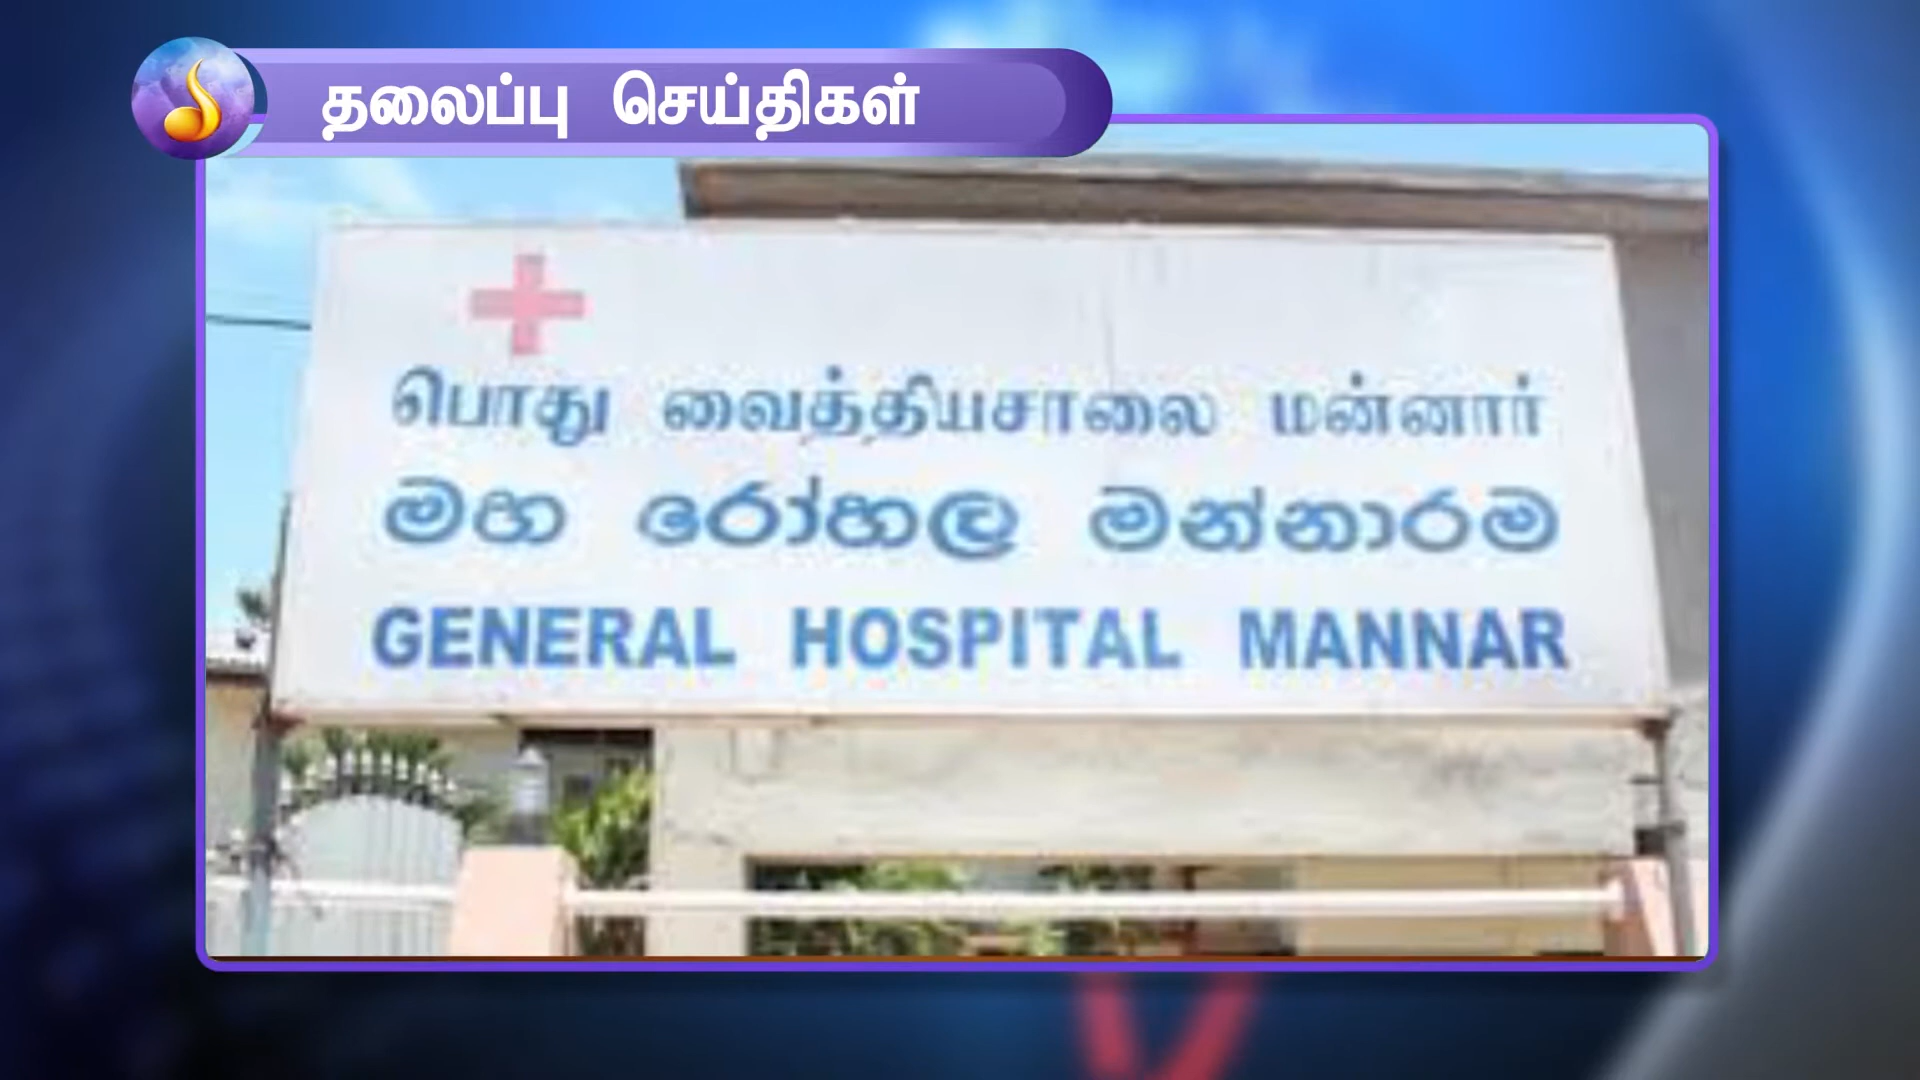 தலைப்பு செய்திகள்
பொது வைத்தியசாலை மன்னார்
මහ රෝහල මන්නාරම
GENERAL HOSPITAL MANNAR